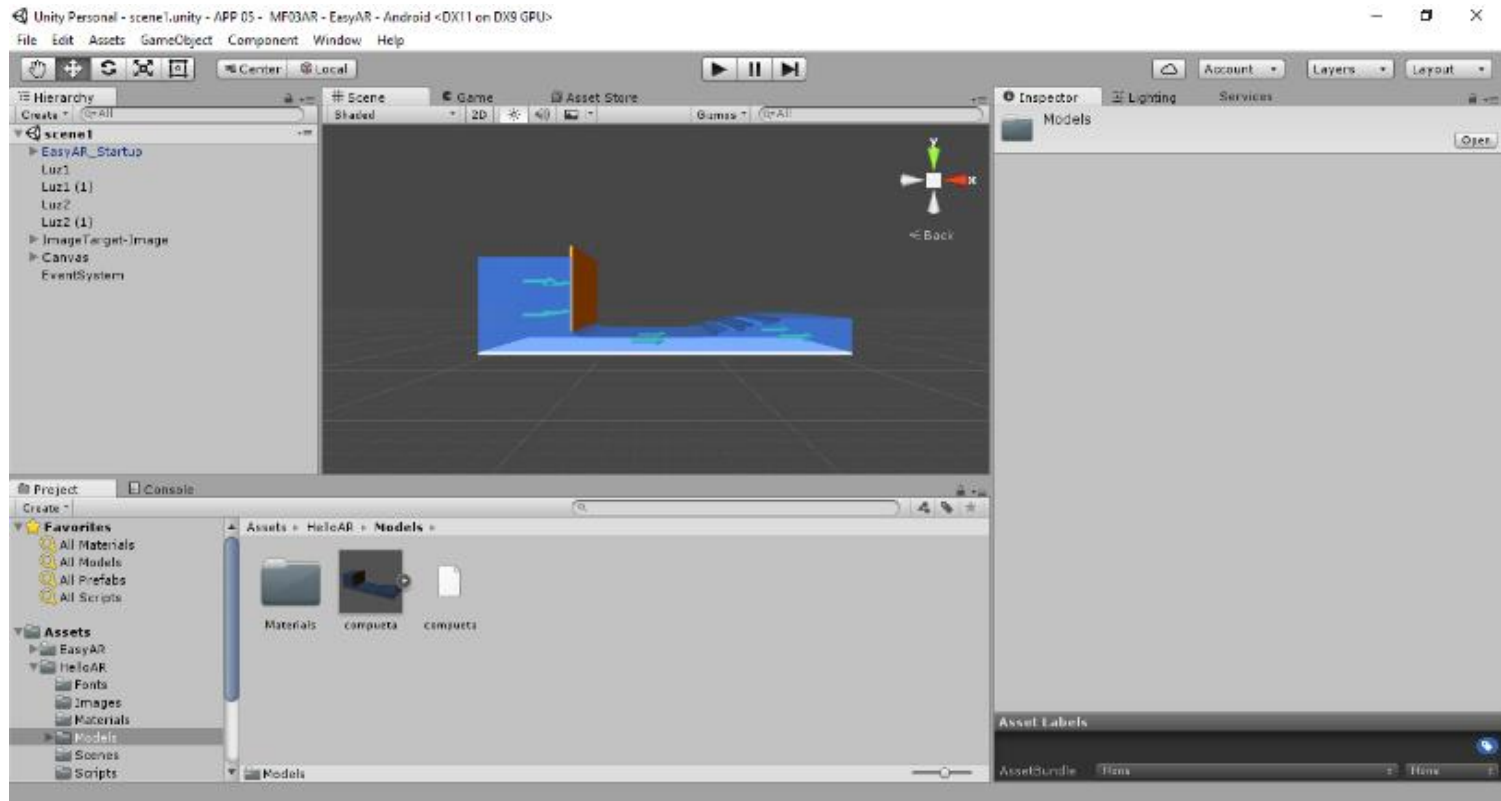 Unity Personal - scene1.unity - APP 05 - MF03AR - EasyAR - Android <DX11 on DX9 GPU>
File Edit Assets GameObject Component Window Help
Center Local Account Layers Layout
Hierarchy
Create All
scene1
EasyAR_Startup
Luz1
Luz1 (1)
Luz2
Luz2 (1)
ImageTarget-Image
Canvas
EventSystem
Scene Game Asset Store
Shaded 2D Gizmos All
y
x
Back
Inspector Lighting Services
Models
Open
Project Console
Create
Favorites
All Materials
All Models
All Prefabs
All Scripts
Assets
EasyAR
HelloAR
Fonts
Images
Materials
Models
Scenes
Scripts
Assets HelloAR Models
Materials compueta compueta
Models
Asset Labels
AssetBundle None None